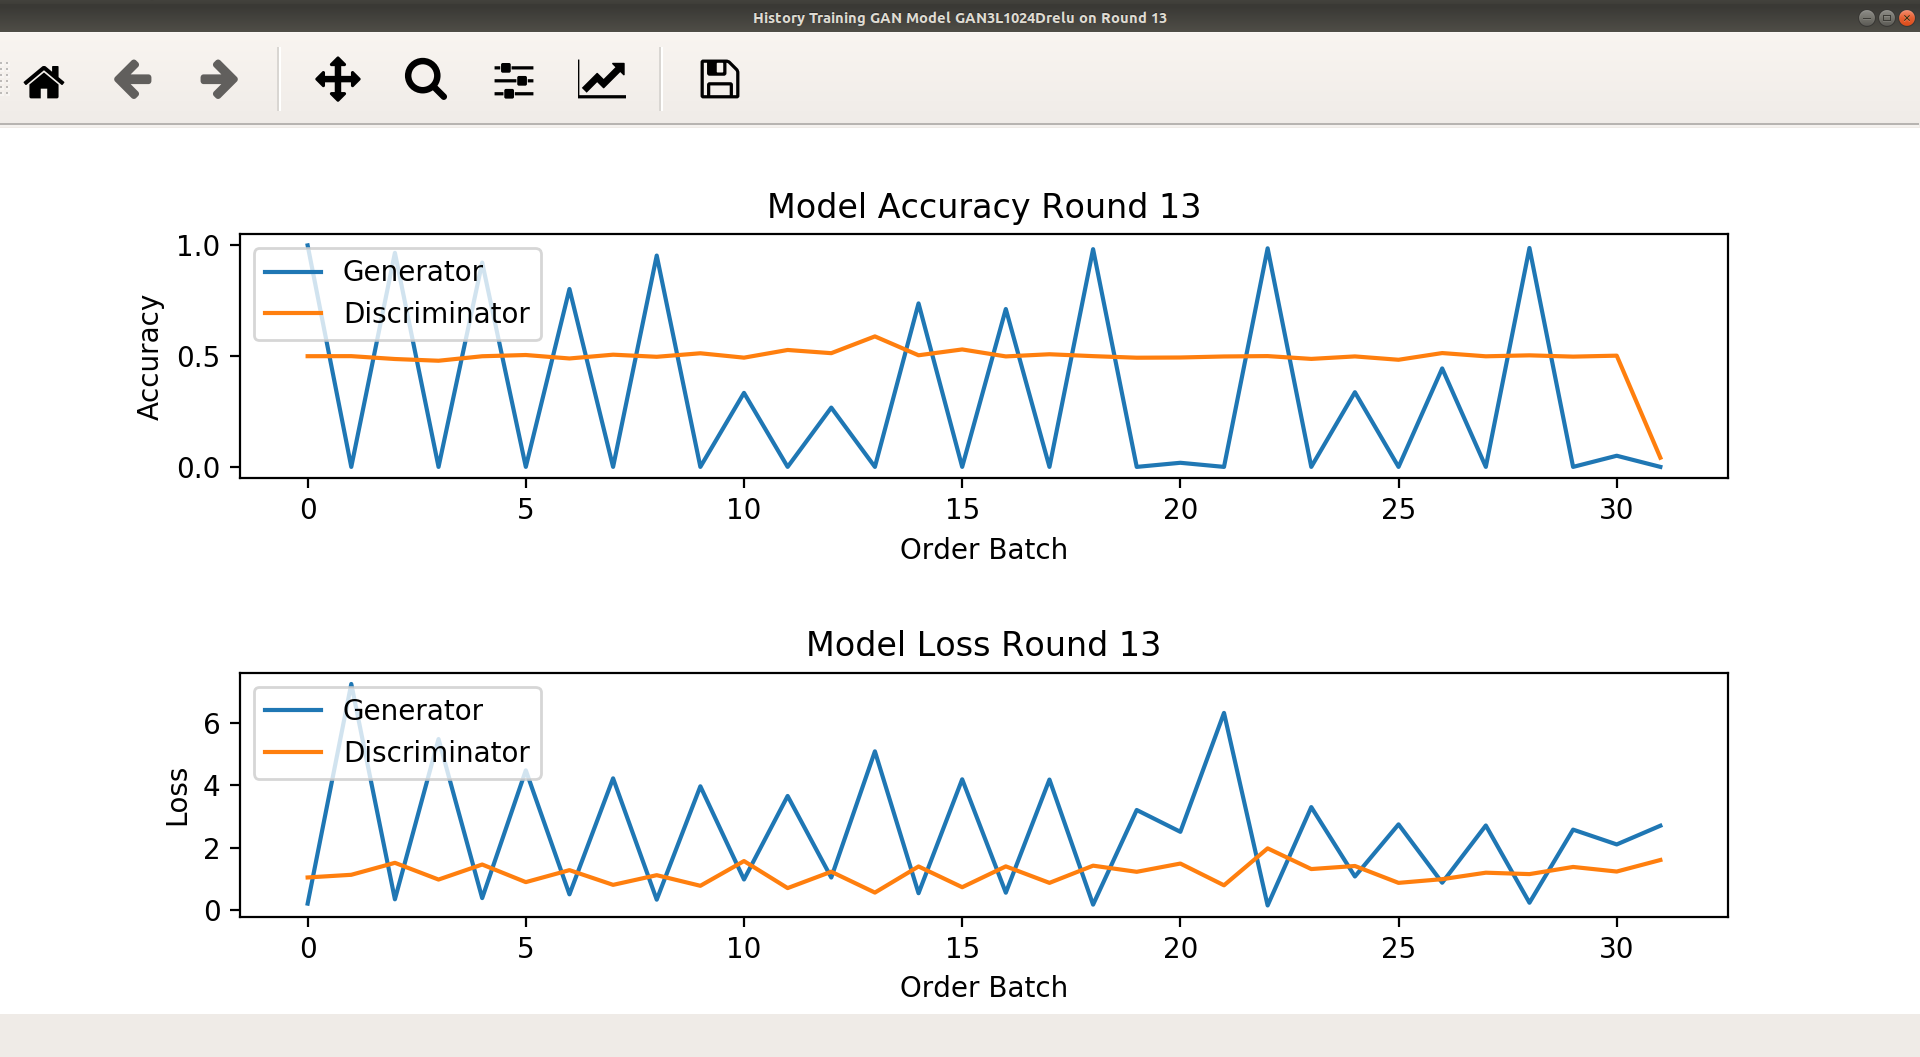 History Training GAN Model GAN3L1024Drelu on Round 13
Model Accuracy Round 13
1.0
0.5
0.0
Accuracy
Generator
Discriminator
0 5 10 15 20 25 30
Order Batch
Model Loss Round 13
6
4
2
0
Loss
Generator
Discriminator
0 5 10 15 20 25 30
Order Batch